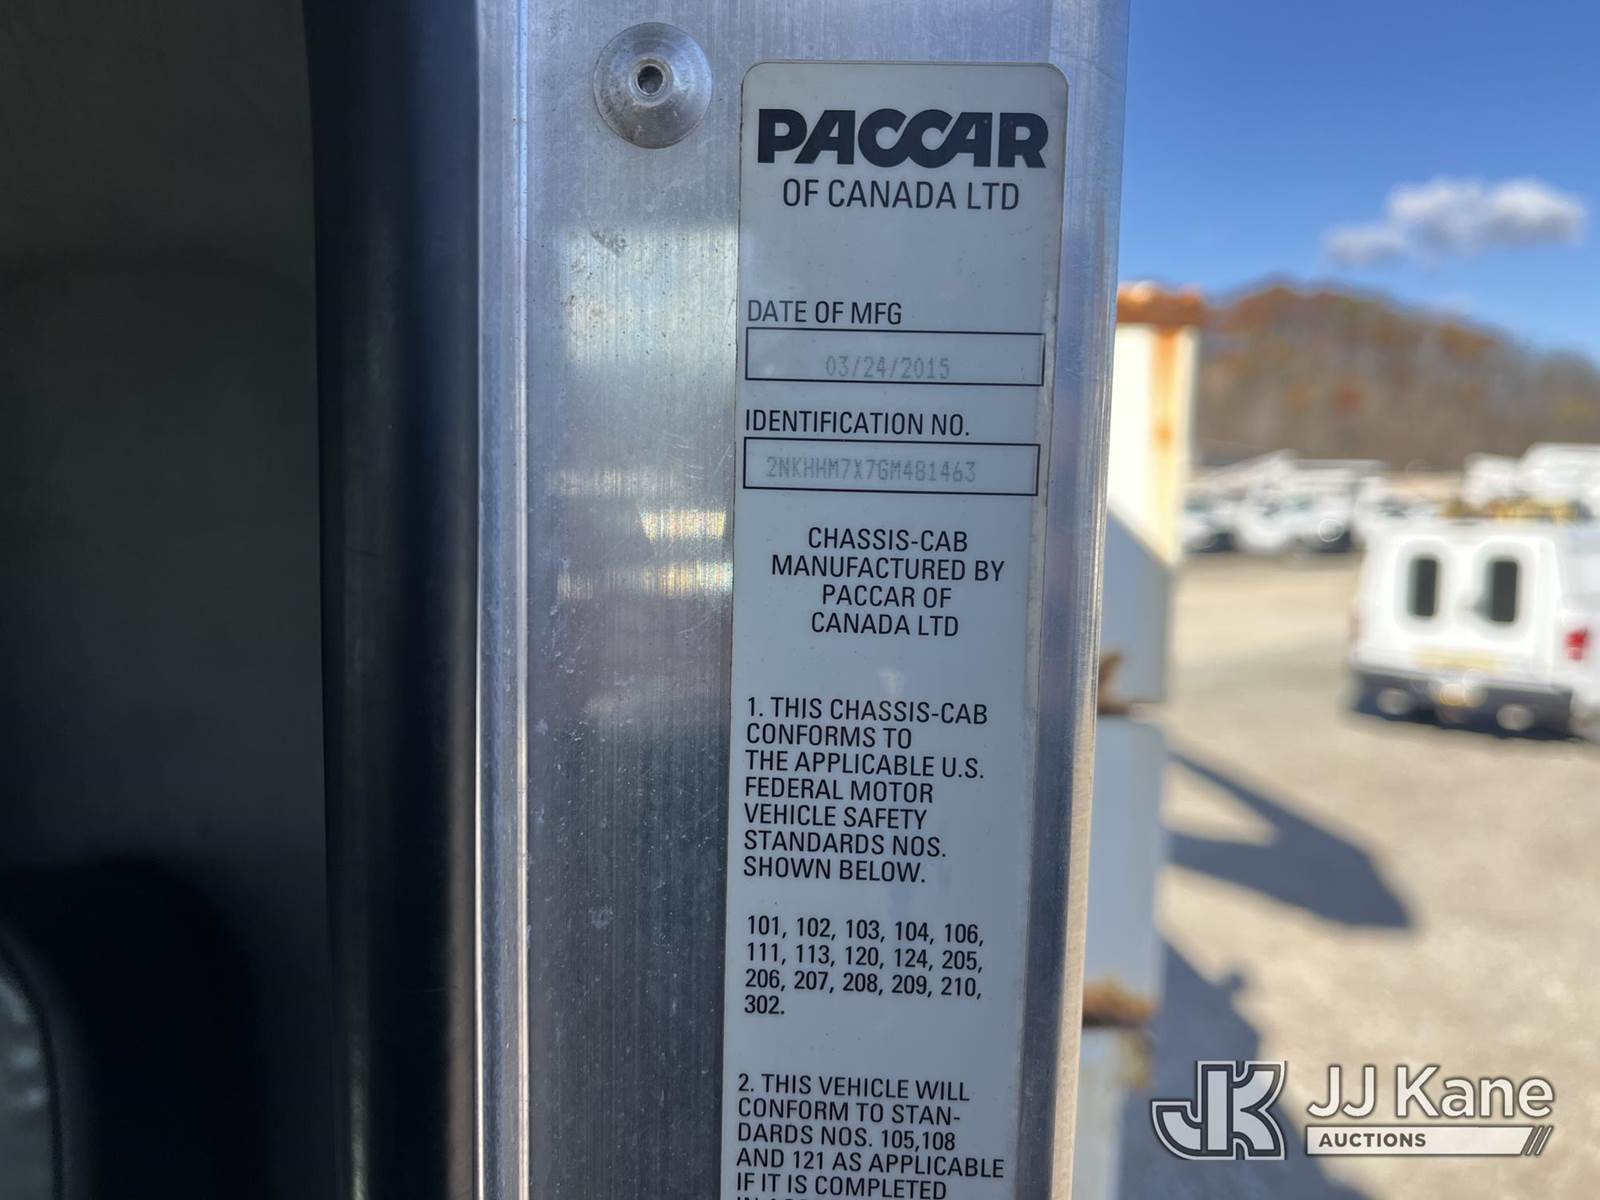 PACCAR
OF CANADA LTD
DATE OF MFG
03/24/2015
IDENTIFICATION NO.
2NKHHM7X7GM481463
CHASSIS-CAB
MANUFACTURED BY
PACCAR OF
CANADA LTD
1. THIS CHASSIS-CAB
CONFORMS TO
THE APPLICABLE U.S.
FEDERAL MOTOR
VEHICLE SAFETY
STANDARDS NOS.
SHOWN BELOW.
101, 102, 103, 104, 106,
111, 113, 120, 124, 205,
206, 207, 208, 209, 210,
302.
2. THIS VEHICLE WILL
CONFORM TO STAN-
DARDS NOS. 105,108
AND 121 AS APPLICABLE
IF IT IS COMPLETED
JK JJ Kane
AUCTIONS